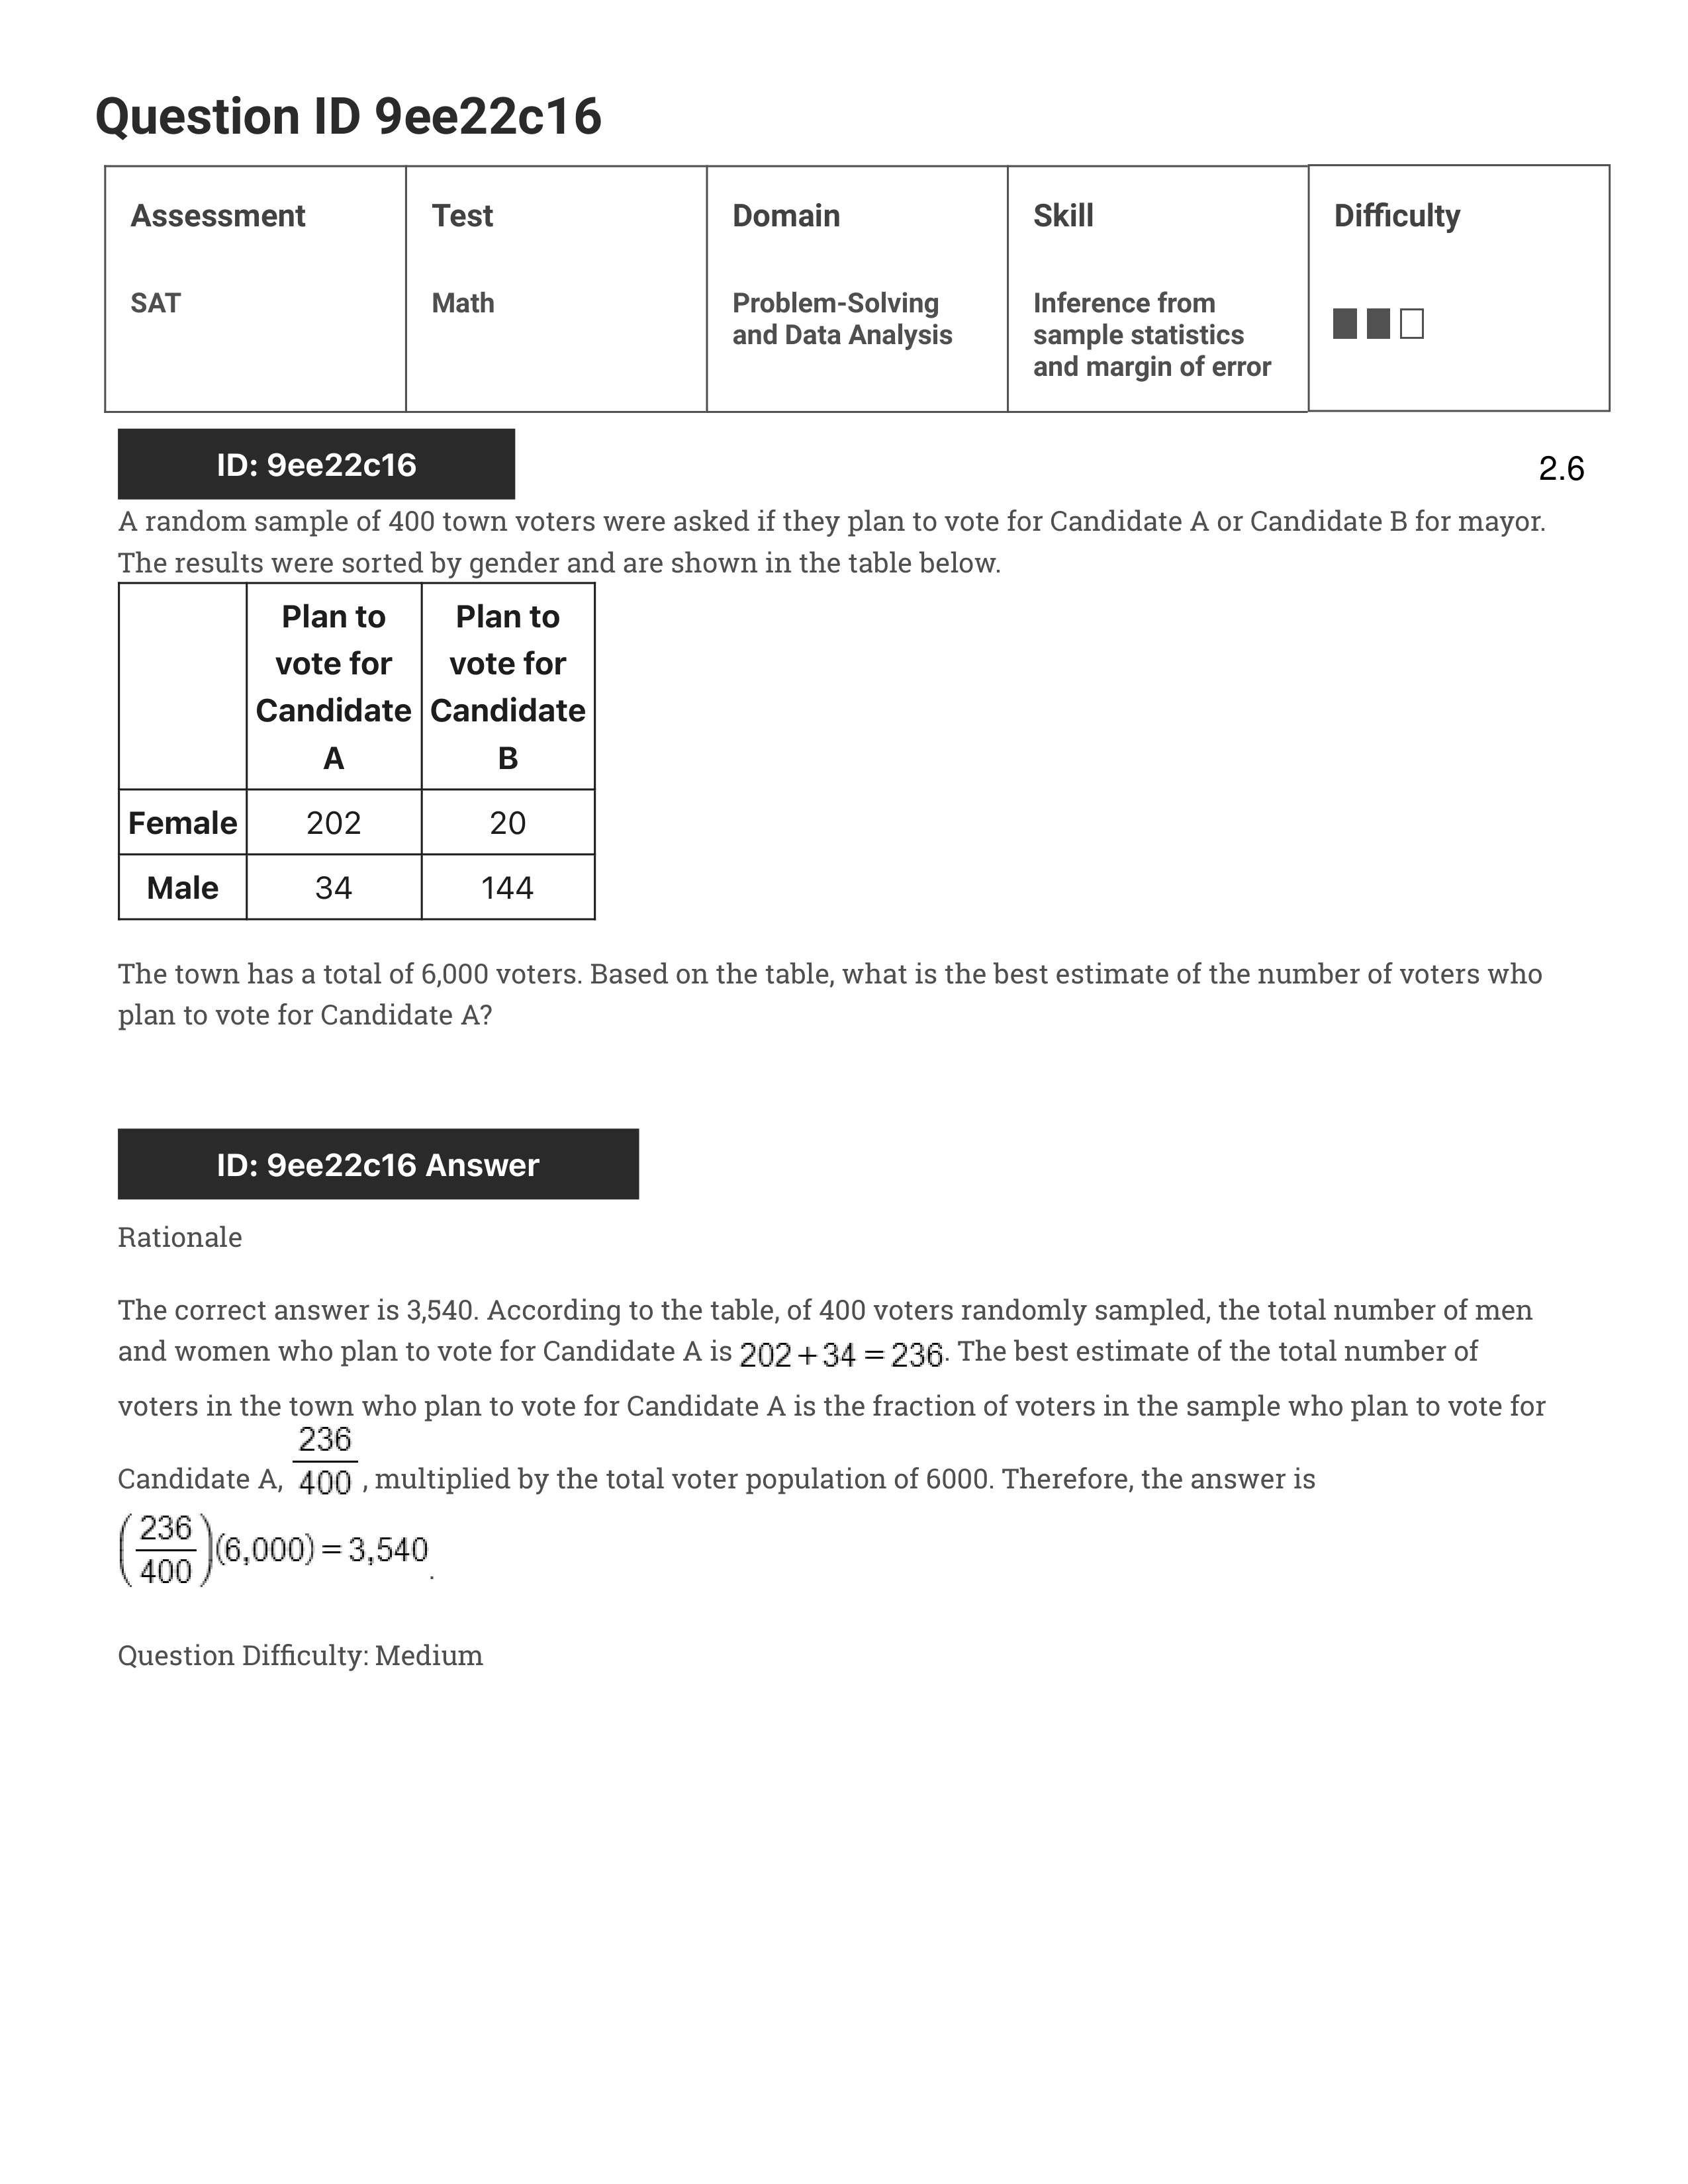 Question ID 9ee22c16
Assessment Test Domain Skill Difficulty
SAT Math Problem-Solving Inference from
and Data Analysis sample statistics
and margin of error
ID: 9ee22c16 2.6
A random sample of 400 town voters were asked if they plan to vote for Candidate A or Candidate B for mayor.
The results were sorted by gender and are shown in the table below.
Plan to Plan to
vote for vote for
Candidate Candidate
A B
Female 202 20
Male 34 144
The town has a total of 6,000 voters. Based on the table, what is the best estimate of the number of voters who
plan to vote for Candidate A?
ID: 9ee22c16 Answer
Rationale
The correct answer is 3,540. According to the table, of 400 voters randomly sampled, the total number of men
and women who plan to vote for Candidate A is 202+34=236. The best estimate of the total number of
voters in the town who plan to vote for Candidate A is the fraction of voters in the sample who plan to vote for
Candidate A, 236/400, multiplied by the total voter population of 6000. Therefore, the answer is
(236/400)(6,000)=3,540.
Question Difficulty: Medium